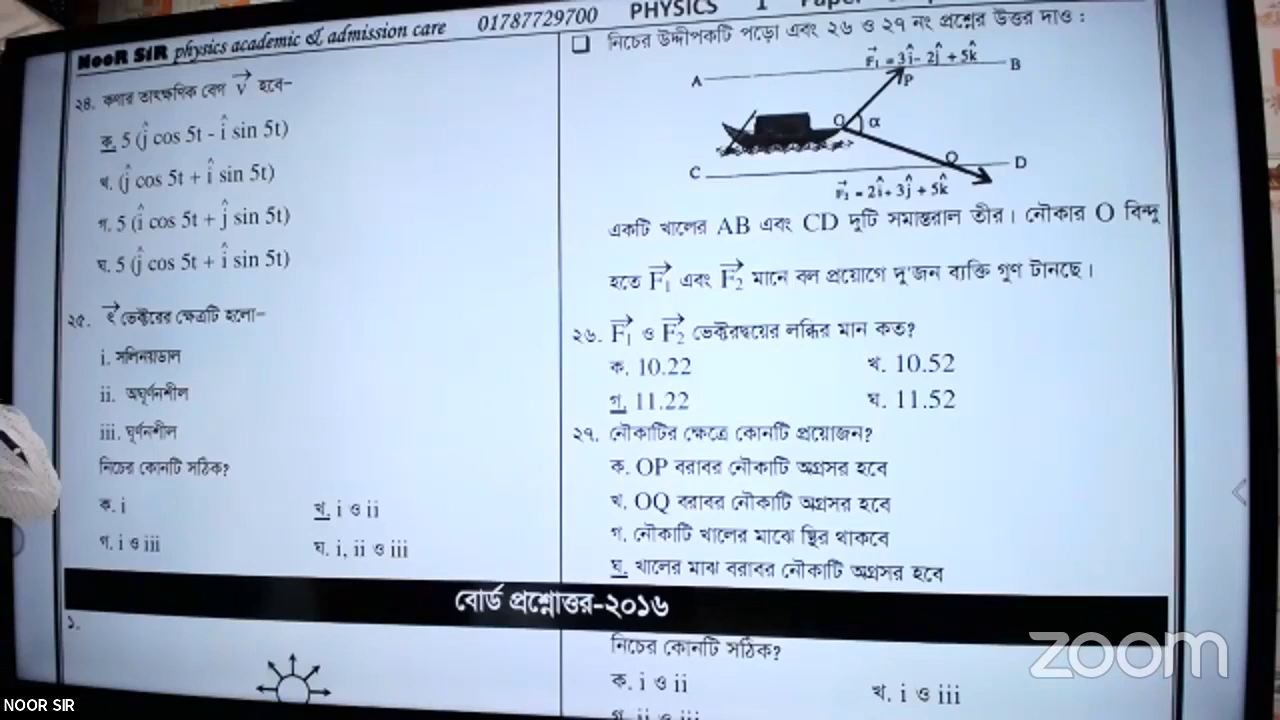 NooR SiR physics academic & admission care 01787729700 PHYSICS 1 Paper
২৪. কণার তাৎক্ষণিক বেগ v⃗ হবে–
ক. 5 (ĵ cos 5t - î sin 5t)
খ. (ĵ cos 5t + î sin 5t)
গ. 5 (î cos 5t + ĵ sin 5t)
ঘ. 5 (ĵ cos 5t + î sin 5t)
২৫. ভেক্টরের ক্ষেত্রটি হলো–
i. সলিনয়ডাল
ii. অঘূর্ণনশীল
iii. ঘূর্ণনশীল
নিচের কোনটি সঠিক?
ক. i
খ. i ও ii
গ. i ও iii
ঘ. i, ii ও iii
নিচের উদ্দীপকটি পড়ো এবং ২৬ ও ২৭ নং প্রশ্নের উত্তর দাও :
F⃗₁ = 3î - 2ĵ + 5k̂
A B
P
O α
Q
C D
F⃗₂ = 2î + 3ĵ + 5k̂
একটি খালের AB এবং CD দুটি সমান্তরাল তীর। নৌকার O বিন্দু
হতে F⃗₁ এবং F⃗₂ মানে বল প্রয়োগে দু'জন ব্যক্তি গুণ টানছে।
২৬. F⃗₁ ও F⃗₂ ভেক্টরদ্বয়ের লব্ধির মান কত?
ক. 10.22 খ. 10.52
গ. 11.22 ঘ. 11.52
২৭. নৌকাটির ক্ষেত্রে কোনটি প্রয়োজন?
ক. OP বরাবর নৌকাটি অগ্রসর হবে
খ. OQ বরাবর নৌকাটি অগ্রসর হবে
গ. নৌকাটি খালের মাঝে স্থির থাকবে
ঘ. খালের মাঝ বরাবর নৌকাটি অগ্রসর হবে
বোর্ড প্রশ্নোত্তর-২০১৬
১.
নিচের কোনটি সঠিক?
ক. i ও ii খ. i ও iii
গ. ii ও iii
zoom
NOOR SIR